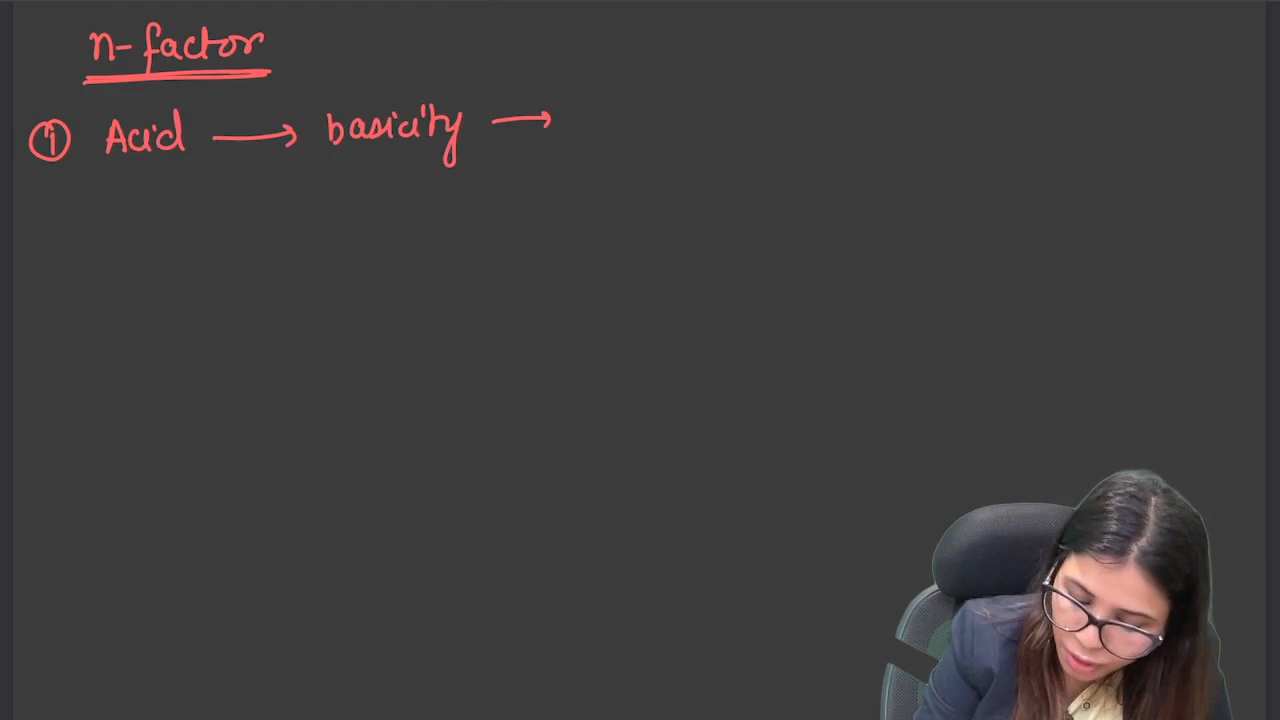 n-factor
① Acid → basicity →